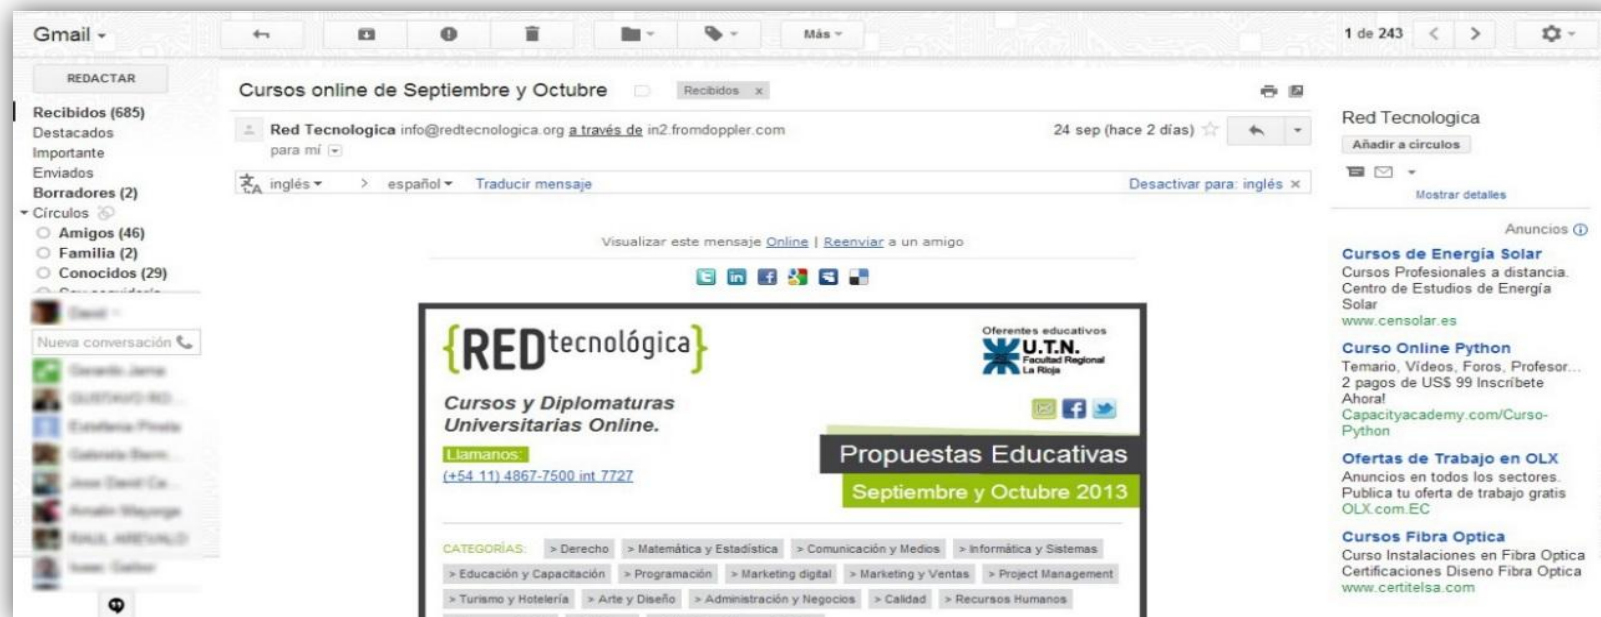 Gmail
Más
1 de 243
REDACTAR
Recibidos (685)
Destacados
Importante
Enviados
Borradores (2)
Círculos
Amigos (46)
Familia (2)
Conocidos (29)
Nueva conversación
Cursos online de Septiembre y Octubre
Recibidos x
Red Tecnologica info@redtecnologica.org a través de in2.fromdoppler.com
24 sep (hace 2 días)
para mí
inglés > español Traducir mensaje
Desactivar para: inglés x
Visualizar este mensaje Online | Reenviar a un amigo
{REDtecnológica}
Oferentes educativos
U.T.N.
Facultad Regional
La Rioja
Cursos y Diplomaturas
Universitarias Online.
Llamanos:
(+54 11) 4867-7500 int 7727
Propuestas Educativas
Septiembre y Octubre 2013
CATEGORÍAS: > Derecho > Matemática y Estadística > Comunicación y Medios > Informática y Sistemas
> Educación y Capacitación > Programación > Marketing digital > Marketing y Ventas > Project Management
> Turismo y Hotelería > Arte y Diseño > Administración y Negocios > Calidad > Recursos Humanos
Red Tecnologica
Añadir a círculos
Mostrar detalles
Anuncios
Cursos de Energía Solar
Cursos Profesionales a distancia.
Centro de Estudios de Energía
Solar
www.censolar.es
Curso Online Python
Temario, Vídeos, Foros, Profesor...
2 pagos de US$ 99 Inscríbete
Ahora!
Capacityacademy.com/Curso-
Python
Ofertas de Trabajo en OLX
Anuncios en todos los sectores.
Publica tu oferta de trabajo gratis
OLX.com.EC
Cursos Fibra Optica
Curso Instalaciones en Fibra Optica
Certificaciones Diseno Fibra Optica
www.certitelsa.com